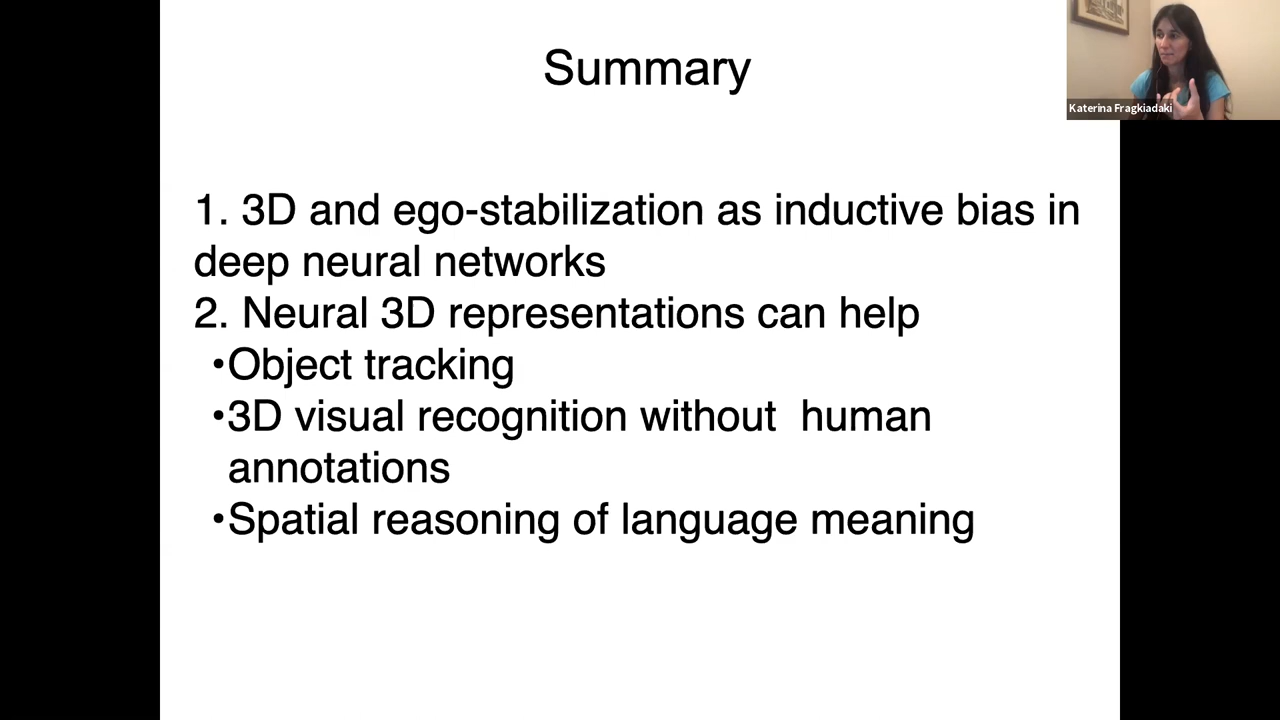 Summary
Katerina Fragkiadaki
1. 3D and ego-stabilization as inductive bias in
deep neural networks
2. Neural 3D representations can help
•Object tracking
•3D visual recognition without  human
annotations
•Spatial reasoning of language meaning